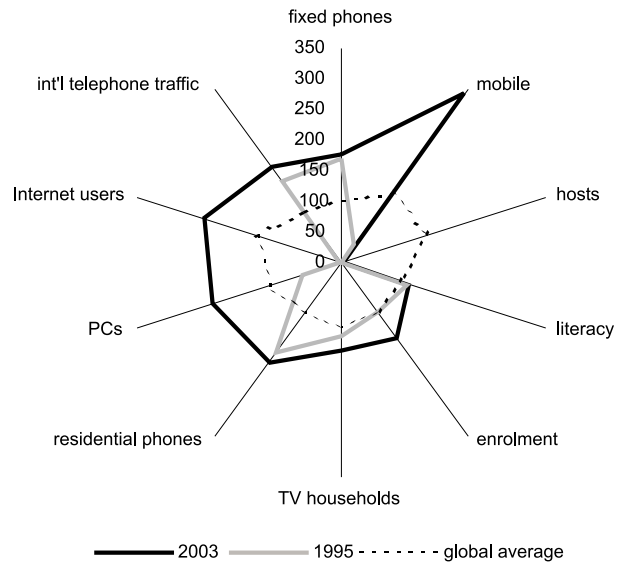 fixed phones
350
300
250
200
150
100
50
0
int'l telephone traffic
mobile
Internet users
hosts
PCs
literacy
residential phones
enrolment
TV households
2003
1995
global average